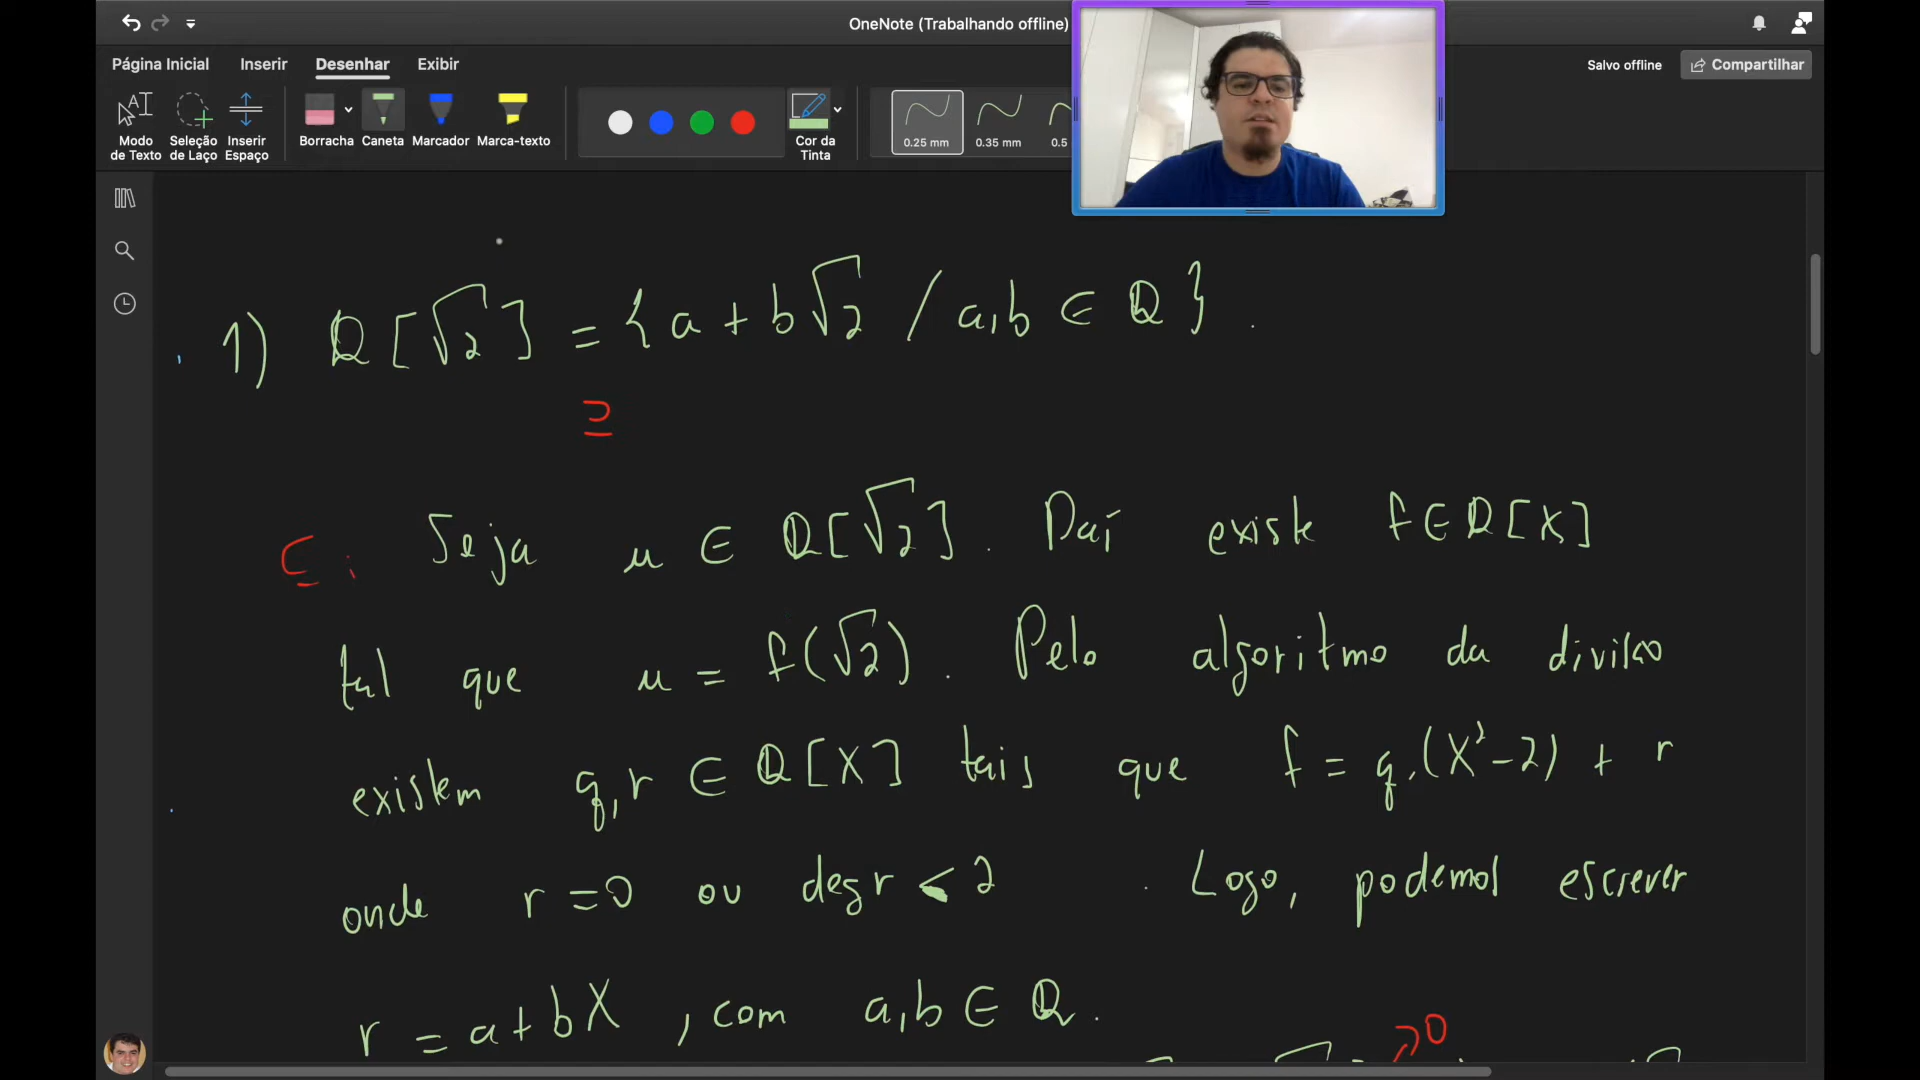 OneNote (Trabalhando offline)
Página Inicial Inserir Desenhar Exibir
Salvo offline Compartilhar
Modo de Texto Seleção de Laço Inserir Espaço Borracha Caneta Marcador Marca-texto Cor da Tinta 0.25 mm 0.35 mm 0.5
1) ℚ[√2] = {a + b√2 / a,b ∈ ℚ}.
⊇
⊆: Seja u ∈ ℚ[√2]. Daí existe f ∈ ℚ[X]
tal que u = f(√2). Pelo algoritmo da divisão
existem q,r ∈ ℚ[X] tais que f = q.(X²-2) + r
onde r = 0 ou deg r < 2. Logo, podemos escrever
r = a + bX, com a,b ∈ ℚ.
0